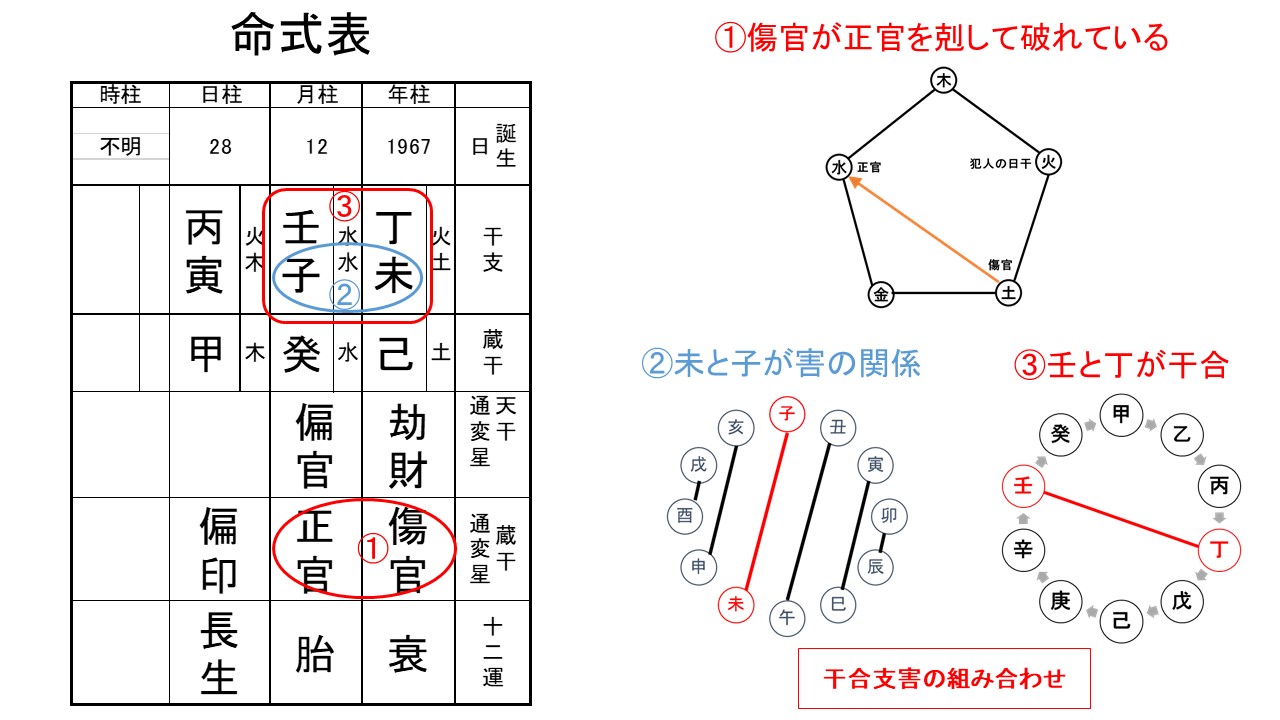 命式表
時柱 日柱 月柱 年柱
不明 28 12 1967 誕生日
丙寅 火木 壬子 水水 丁未 火土 干支
③
②
甲 木 癸 水 己 土 蔵干
偏官 劫財 天干通変星
偏印 正官 傷官 蔵干通変星
①
長生 胎 衰 十二運
①傷官が正官を剋して破れている
木
水 正官
犯人の日干 火
傷官
金
土
②未と子が害の関係
子
亥
丑
戌
寅
酉
卯
申
辰
未
巳
午
③壬と丁が干合
甲
癸
乙
壬
丙
辛
丁
庚
戊
己
干合支害の組み合わせ